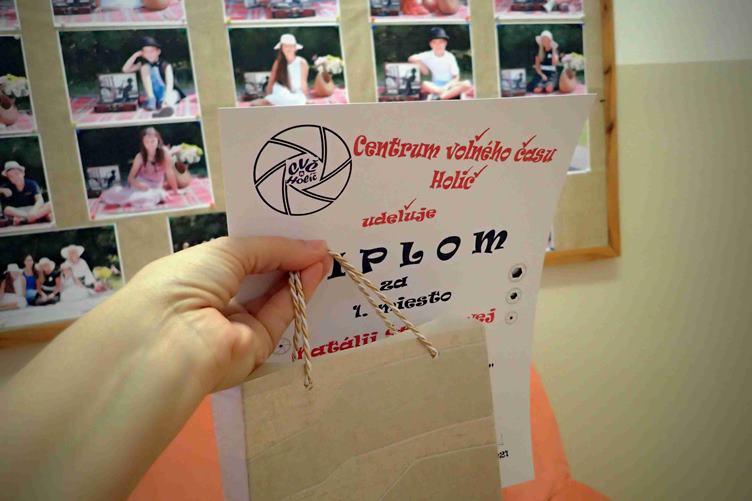 CVČ
Holíč
Centrum voľného času
Holíč
udeľuje
IPLOM
za
1. miesto
natálii